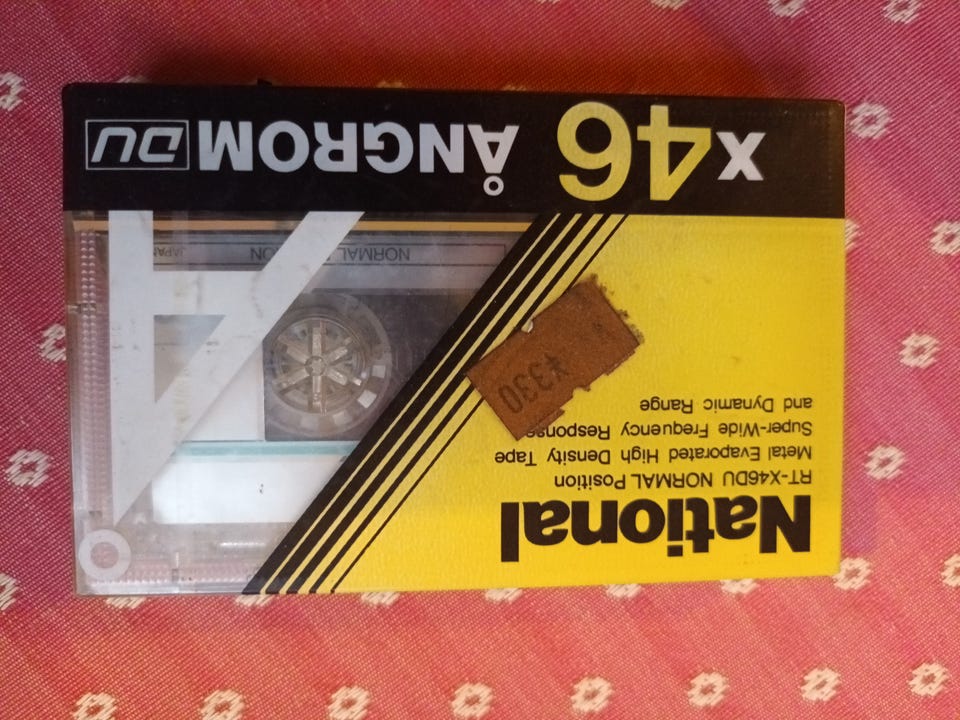 x46 ÅNGROM DU
NORMAL
JAPAN
National
RT-X46DU NORMAL Position
Metal Evaporated High Density Tape
Super-Wide Frequency Response
and Dynamic Range
¥330